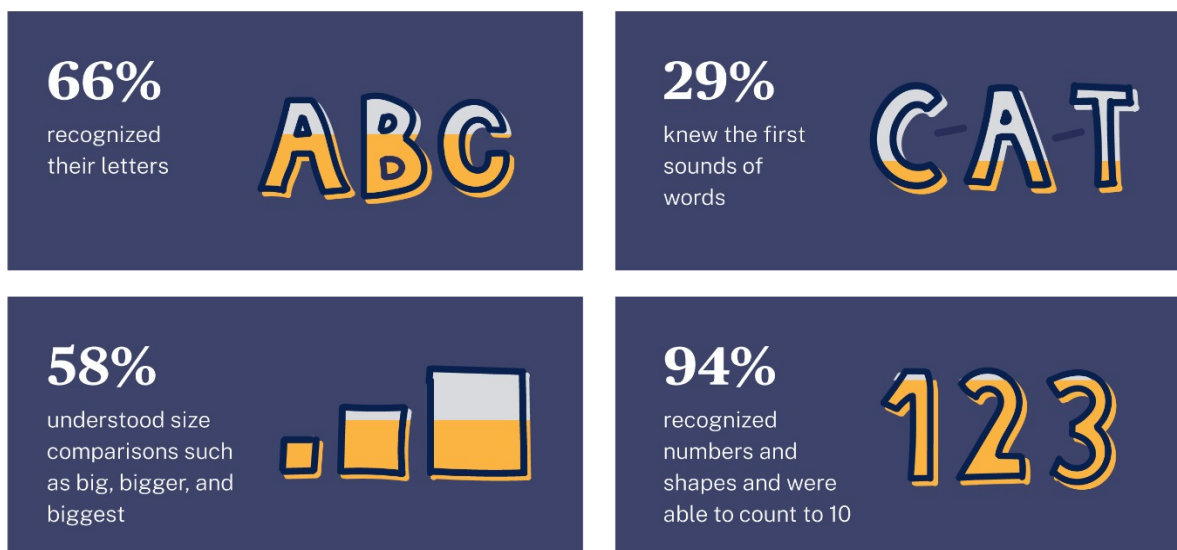 66%
recognized
their letters
ABC
29%
knew the first
sounds of
words
C-A-T
58%
understood size
comparisons such
as big, bigger, and
biggest
94%
recognized
numbers and
shapes and were
able to count to 10
123